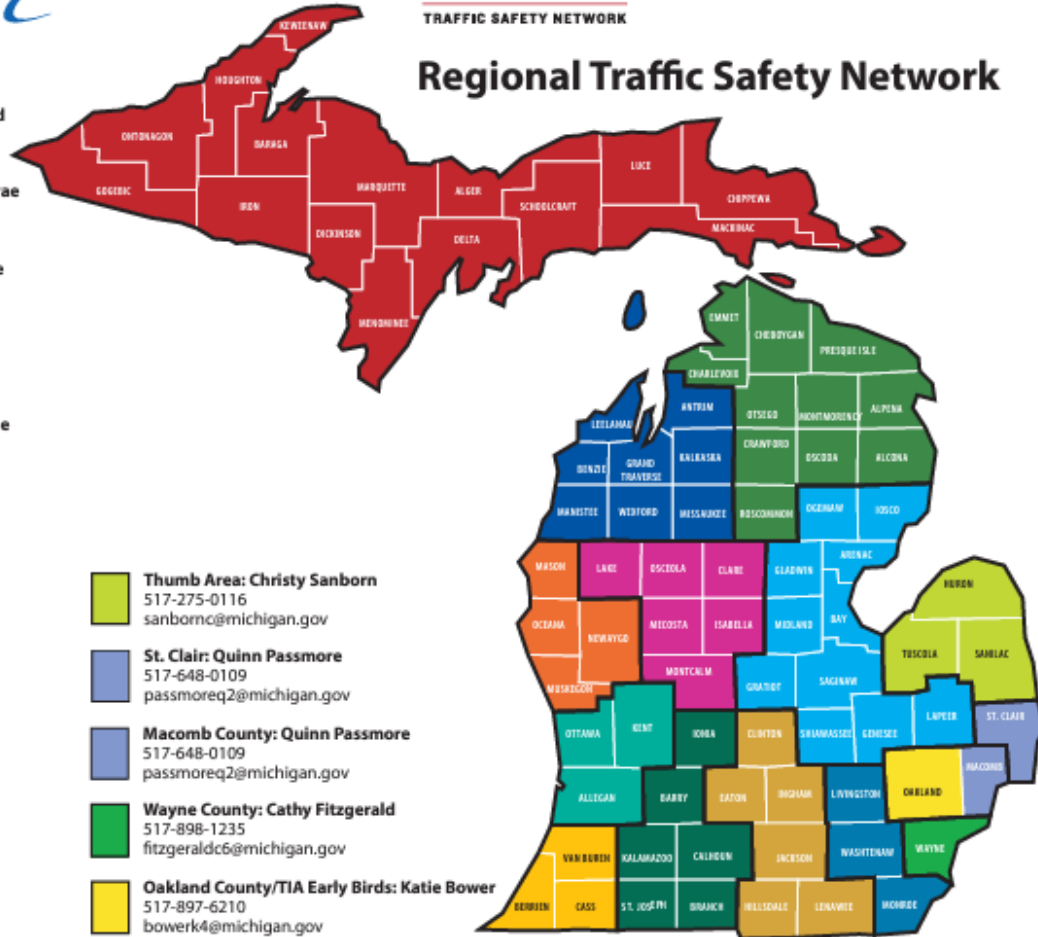 TRAFFIC SAFETY NETWORK
Regional Traffic Safety Network
KEWEENAW
HOUGHTON
ONTONAGON
BARAGA
GOGEBIC
IRON
MARQUETTE
ALGER
LUCE
SCHOOLCRAFT
CHIPPEWA
MACKINAC
DICKINSON
DELTA
MENOMINEE
EMMET
CHEBOYGAN
PRESQUE ISLE
CHARLEVOIX
ANTRIM
OTSEGO
MONTMORENCY
ALPENA
LEELANAU
CRAWFORD
OSCODA
ALCONA
BENZIE
GRAND
TRAVERSE
KALKASKA
MANISTEE
WEXFORD
MISSAUKEE
ROSCOMMON
OGEMAW
IOSCO
MASON
LAKE
OSCEOLA
CLARE
GLADWIN
ARENAC
HURON
OCEANA
NEWAYGO
MECOSTA
ISABELLA
MIDLAND
BAY
TUSCOLA
SANILAC
MUSKEGON
MONTCALM
GRATIOT
SAGINAW
OTTAWA
KENT
IONIA
CLINTON
SHIAWASSEE
GENESEE
LAPEER
ST. CLAIR
ALLEGAN
BARRY
EATON
INGHAM
LIVINGSTON
OAKLAND
MACOMB
VAN BUREN
KALAMAZOO
CALHOUN
JACKSON
WASHTENAW
WAYNE
BERRIEN
CASS
ST. JOSEPH
BRANCH
HILLSDALE
LENAWEE
MONROE
Thumb Area: Christy Sanborn
517-275-0116
sanbornc@michigan.gov
St. Clair: Quinn Passmore
517-648-0109
passmoreq2@michigan.gov
Macomb County: Quinn Passmore
517-648-0109
passmoreq2@michigan.gov
Wayne County: Cathy Fitzgerald
517-898-1235
fitzgeraldc6@michigan.gov
Oakland County/TIA Early Birds: Katie Bower
517-897-6210
bowerk4@michigan.gov